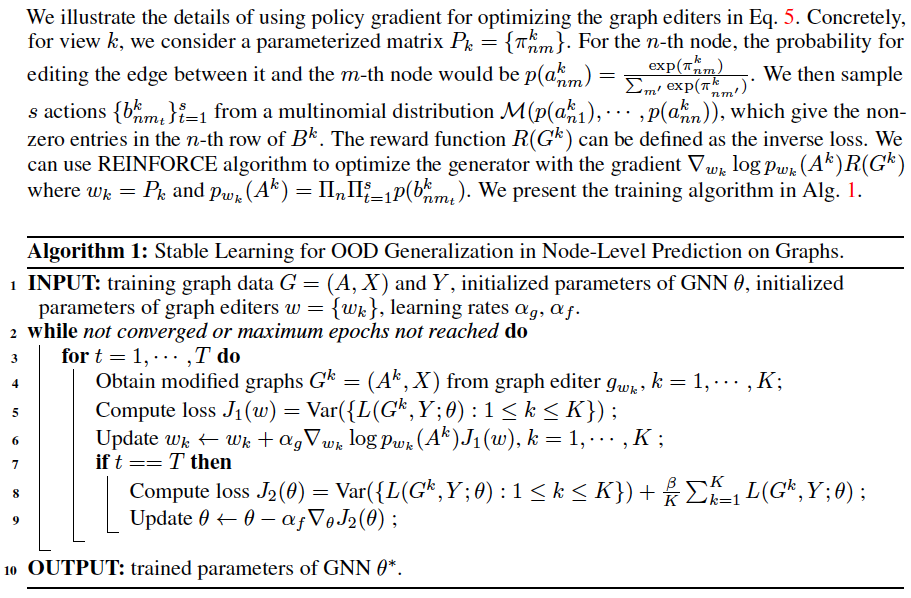 We illustrate the details of using policy gradient for optimizing the graph editers in Eq. 5. Concretely,
for view $k$, we consider a parameterized matrix $P_k = \{\pi^k_{nm}\}$. For the $n$-th node, the probability for
editing the edge between it and the $m$-th node would be $p(a^k_{nm}) = \frac{\exp(\pi^k_{nm})}{\sum_{m'} \exp(\pi^k_{nm'})}$. We then sample
$s$ actions $\{b^k_{nm_t}\}^s_{t=1}$ from a multinomial distribution $\mathcal{M}(p(a^k_{n1}), \cdots, p(a^k_{nn}))$, which give the non-
zero entries in the $n$-th row of $B^k$. The reward function $R(G^k)$ can be defined as the inverse loss. We
can use REINFORCE algorithm to optimize the generator with the gradient $\nabla_{w_k} \log p_{w_k}(A^k)R(G^k)$
where $w_k = P_k$ and $p_{w_k}(A^k) = \Pi_n \Pi^s_{t=1} p(b^k_{nm_t})$. We present the training algorithm in Alg. 1.
Algorithm 1: Stable Learning for OOD Generalization in Node-Level Prediction on Graphs.
1 INPUT: training graph data $G = (A, X)$ and $Y$, initialized parameters of GNN $\theta$, initialized
parameters of graph editers $w = \{w_k\}$, learning rates $\alpha_g$, $\alpha_f$.
2 while not converged or maximum epochs not reached do
3 for $t = 1, \cdots, T$ do
4 Obtain modified graphs $G^k = (A^k, X)$ from graph editer $g_{w_k}$, $k = 1, \cdots, K$;
5 Compute loss $J_1(w) = \text{Var}(\{L(G^k, Y; \theta) : 1 \leq k \leq K\})$ ;
6 Update $w_k \leftarrow w_k + \alpha_g \nabla_{w_k} \log p_{w_k}(A^k) J_1(w)$, $k = 1, \cdots, K$ ;
7 if $t == T$ then
8 Compute loss $J_2(\theta) = \text{Var}(\{L(G^k, Y; \theta) : 1 \leq k \leq K\}) + \frac{\beta}{K} \sum^K_{k=1} L(G^k, Y; \theta)$ ;
9 Update $\theta \leftarrow \theta - \alpha_f \nabla_\theta J_2(\theta)$ ;
10 OUTPUT: trained parameters of GNN $\theta^*$.